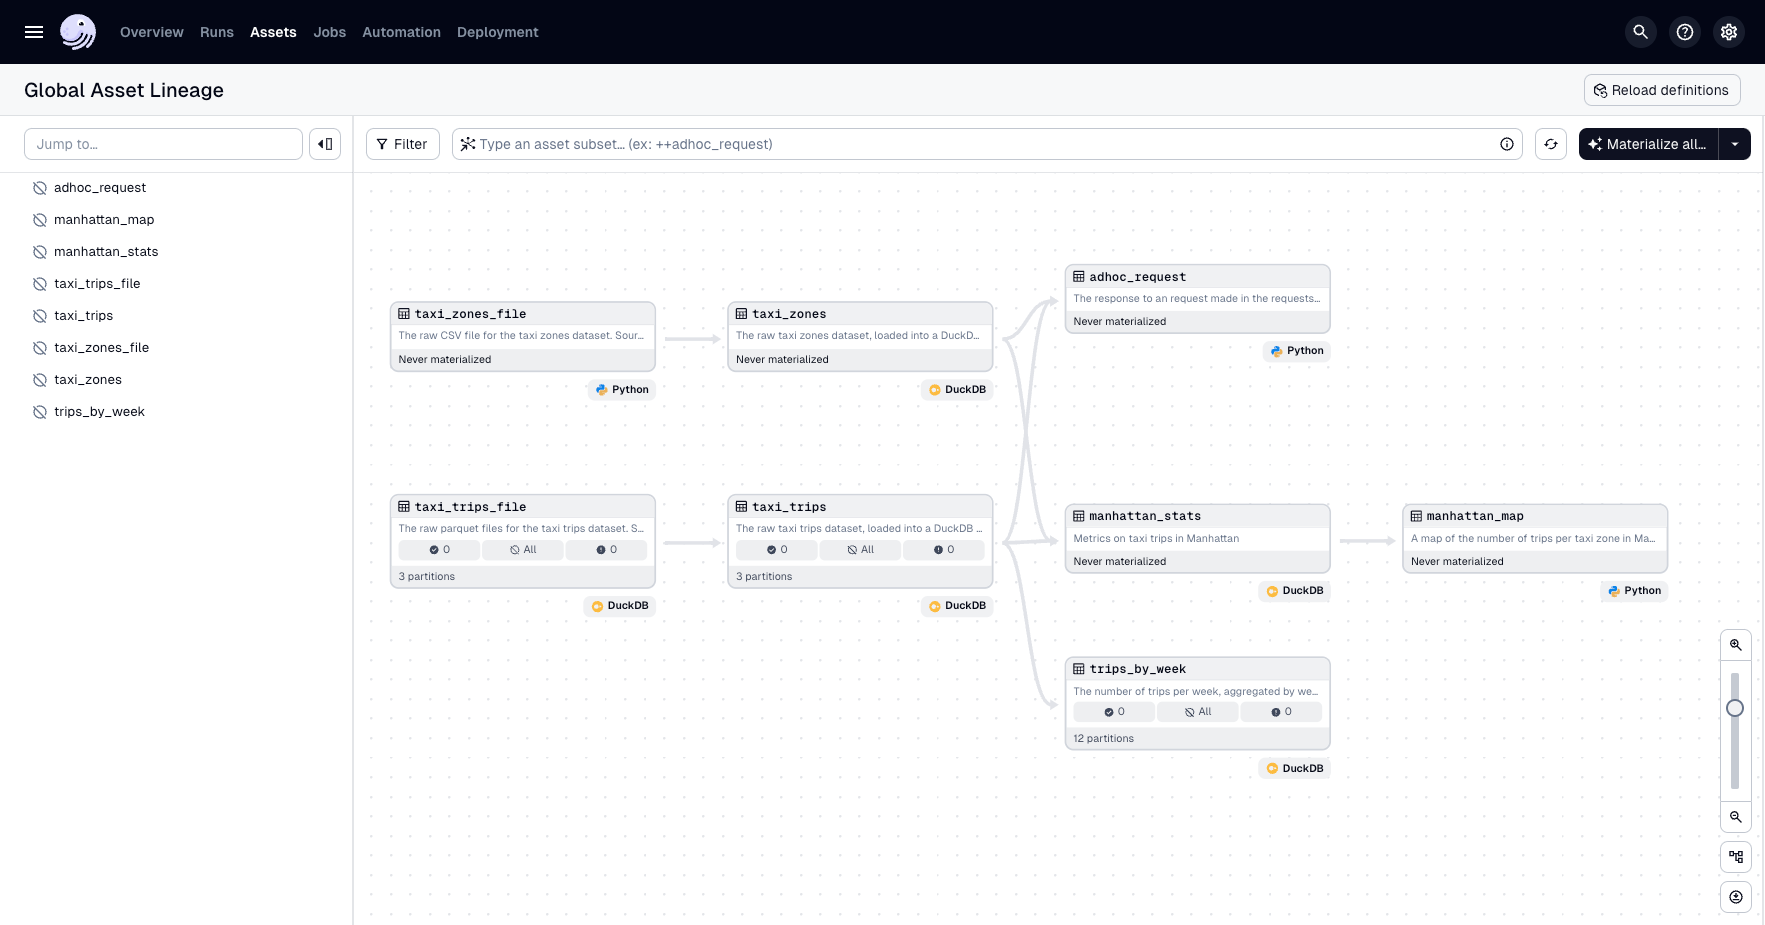 Overview Runs Assets Jobs Automation Deployment
Global Asset Lineage
Reload definitions
Jump to…
Filter
Type an asset subset… (ex: ++adhoc_request)
Materialize all…
adhoc_request
manhattan_map
manhattan_stats
taxi_trips_file
taxi_trips
taxi_zones_file
taxi_zones
trips_by_week
taxi_zones_file
The raw CSV file for the taxi zones dataset. Sour…
Never materialized
Python
taxi_zones
The raw taxi zones dataset, loaded into a DuckD…
Never materialized
DuckDB
adhoc_request
The response to an request made in the requests…
Never materialized
Python
taxi_trips_file
The raw parquet files for the taxi trips dataset. S…
0 All 0
3 partitions
DuckDB
taxi_trips
The raw taxi trips dataset, loaded into a DuckDB …
0 All 0
3 partitions
DuckDB
manhattan_stats
Metrics on taxi trips in Manhattan
Never materialized
DuckDB
manhattan_map
A map of the number of trips per taxi zone in Ma…
Never materialized
Python
trips_by_week
The number of trips per week, aggregated by we…
0 All 0
12 partitions
DuckDB